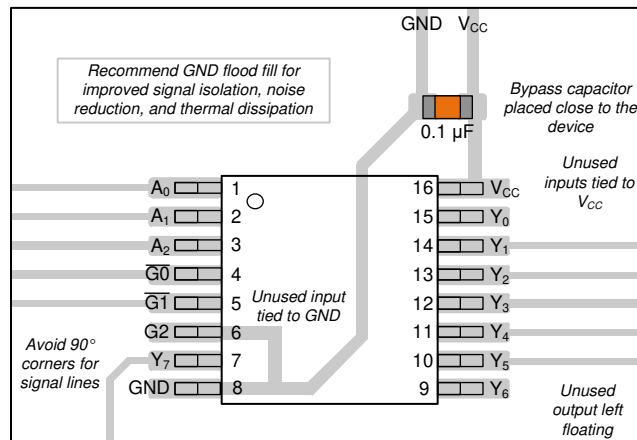 GND VCC
Recommend GND flood fill for
improved signal isolation, noise
reduction, and thermal dissipation
Bypass capacitor
placed close to the
device
0.1 µF
Unused
inputs tied to
VCC
A0 1 16 VCC
A1 2 15 Y0
A2 3 14 Y1
G0 4 13 Y2
G1 5 12 Y3
Unused input
tied to GND
G2 6 11 Y4
Avoid 90°
corners for
signal lines
Y7 7 10 Y5
GND 8 9 Y6
Unused
output left
floating